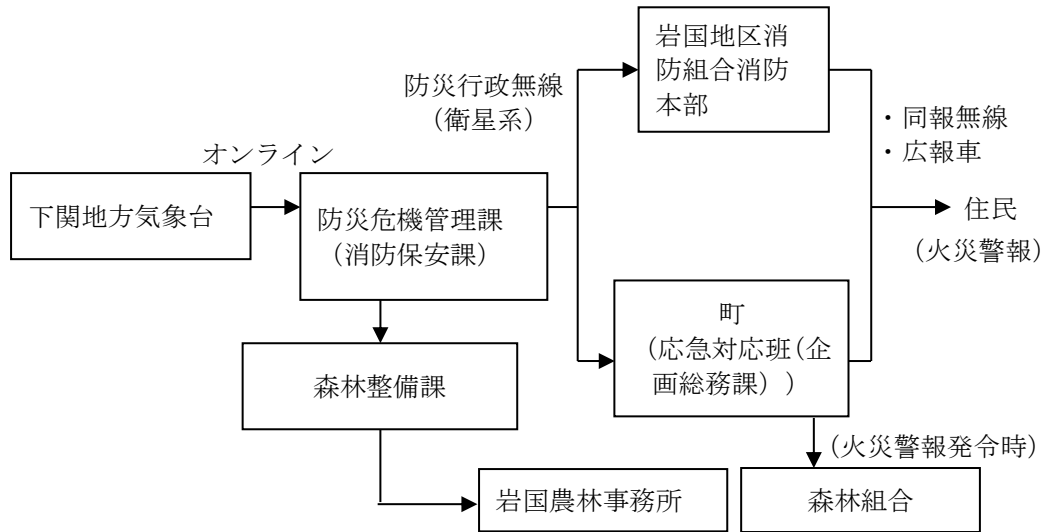 岩国地区消
防組合消防
本部
防災行政無線
(衛星系)
・同報無線
・広報車
オンライン
下関地方気象台
防災危機管理課
(消防保安課)
住民
(火災警報)
町
(応急対応班(企
画総務課))
森林整備課
(火災警報発令時)
岩国農林事務所
森林組合